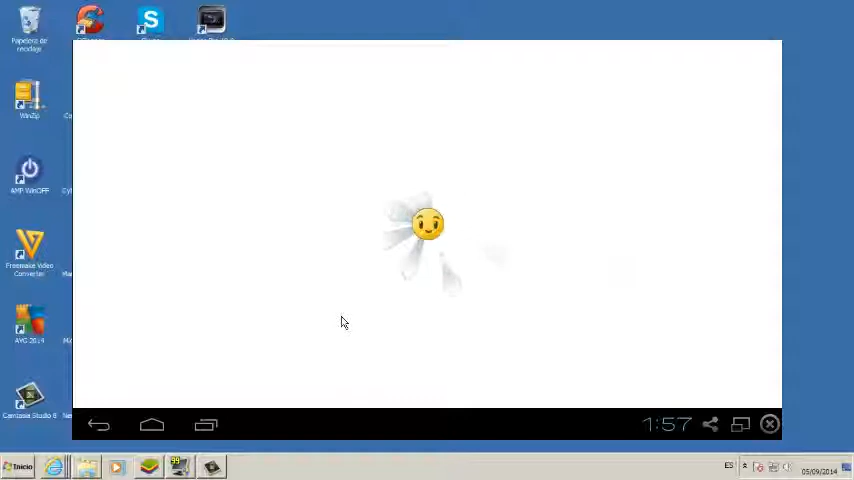 Papelera de
reciclaje
WinZip
AMP WinOFF
Freemake Video
Converter
AVG 2014
Camtasia Studio 8
1:57
99
Inicio
ES
05/09/2014